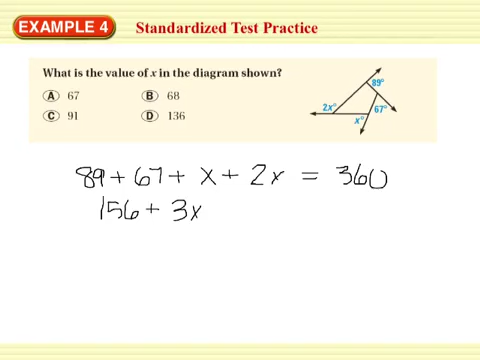 EXAMPLE 4 Standardized Test Practice
What is the value of x in the diagram shown?
A 67 B 68
C 91 D 136
89°
2x°
67°
x°
89 + 67 + x + 2x = 360
156 + 3x